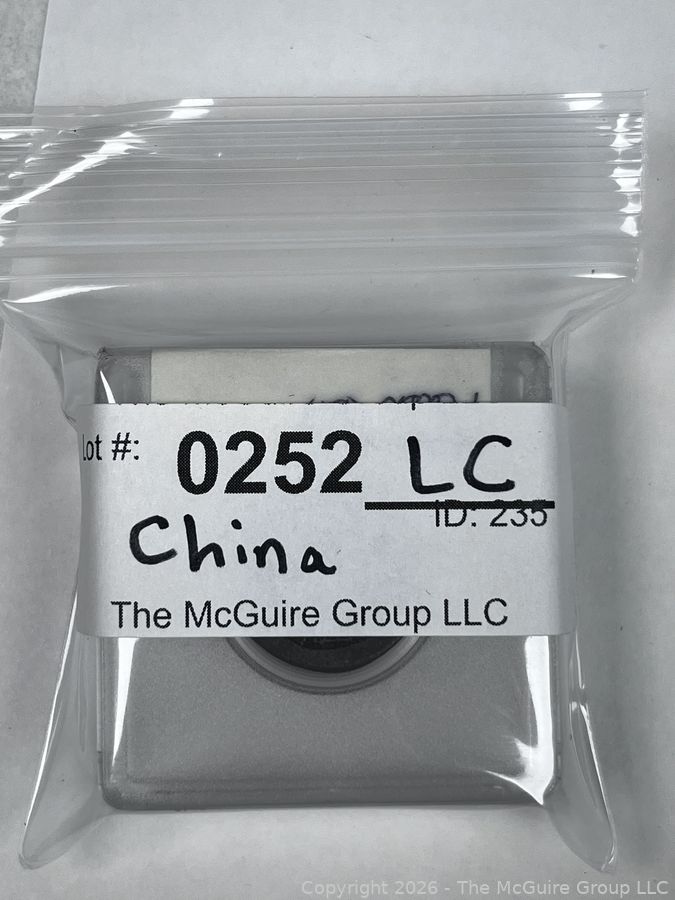 Lot #: 0252 LC
ID: 235
China
The McGuire Group LLC
Copyright 2026 - The McGuire Group LLC